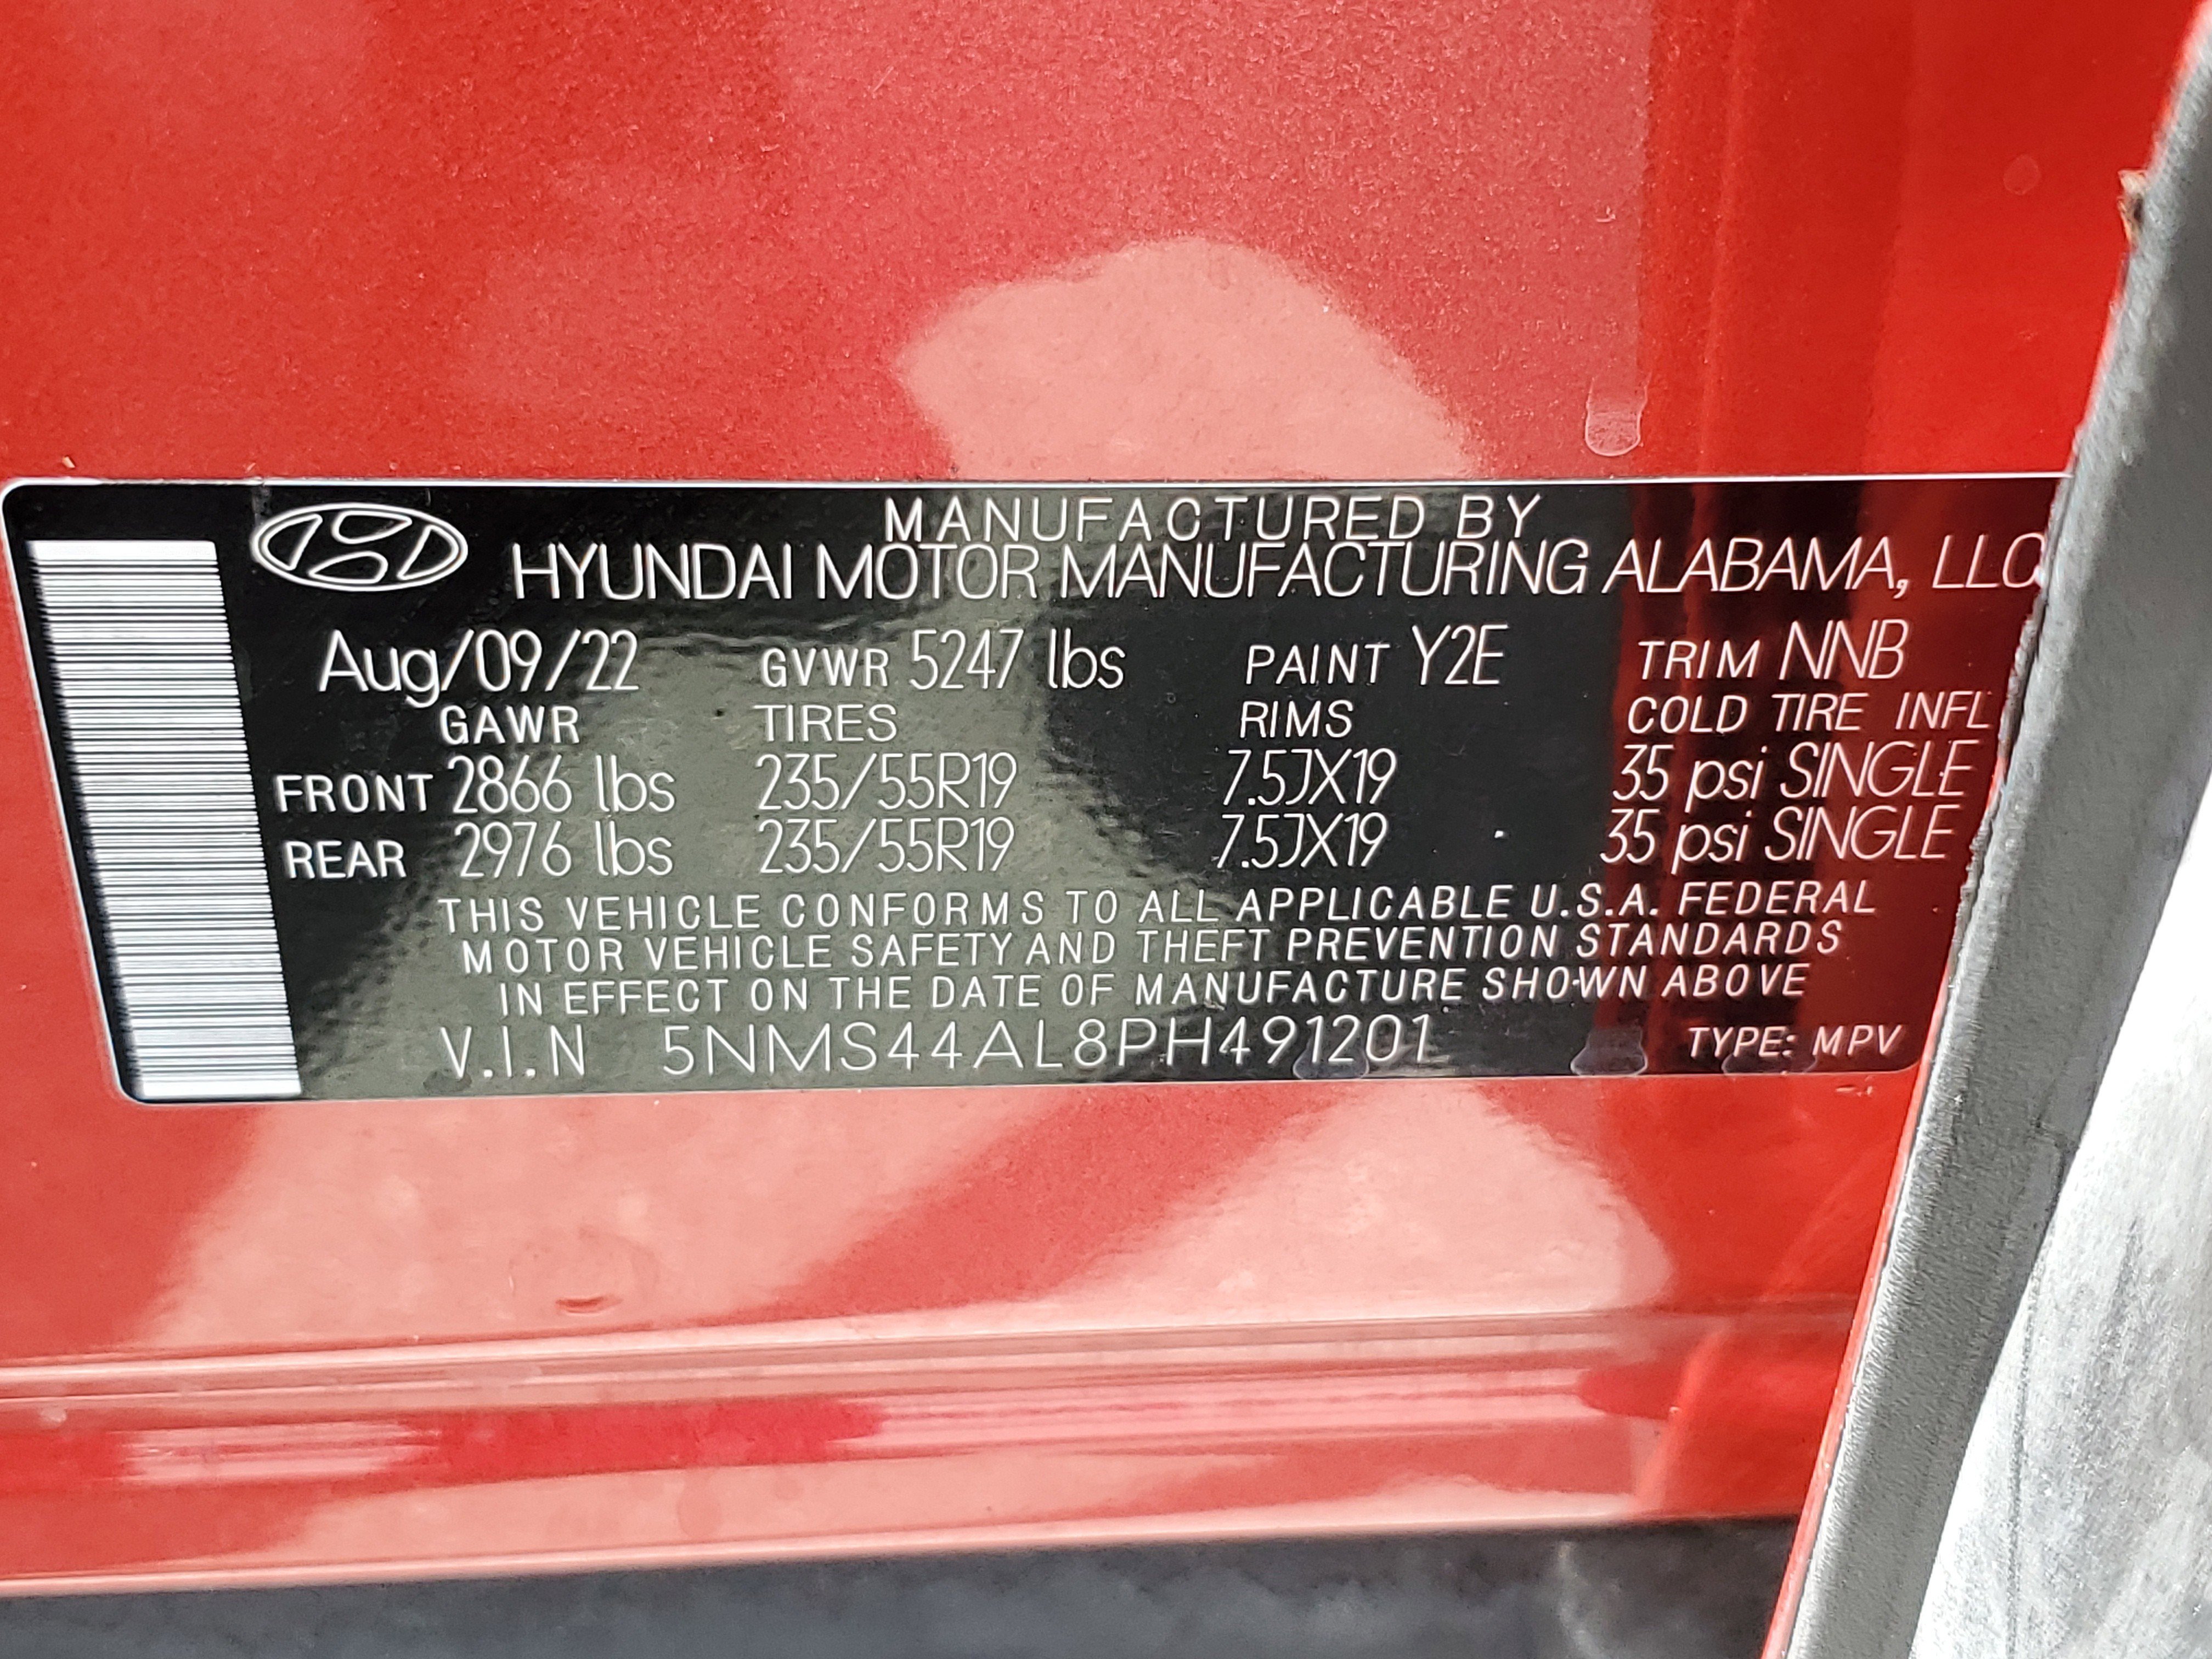 MANUFACTURED BY
HYUNDAI MOTOR MANUFACTURING ALABAMA, LLC
Aug/09/22 GVWR 5247 lbs PAINT Y2E TRIM NNB
GAWR TIRES RIMS COLD TIRE INFL
FRONT 2866 lbs 235/55R19 7.5JX19 35 psi SINGLE
REAR 2976 lbs 235/55R19 7.5JX19 35 psi SINGLE
THIS VEHICLE CONFORMS TO ALL APPLICABLE U.S.A. FEDERAL
MOTOR VEHICLE SAFETY AND THEFT PREVENTION STANDARDS
IN EFFECT ON THE DATE OF MANUFACTURE SHOWN ABOVE
V.I.N 5NMS44AL8PH491201 TYPE: MPV